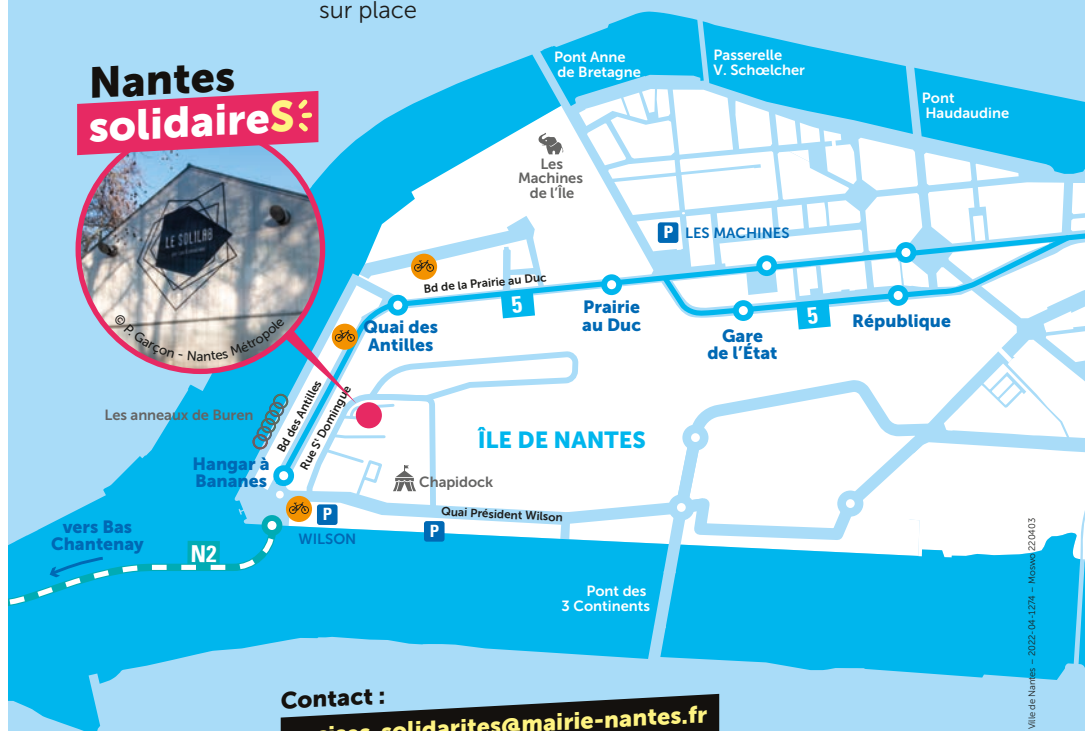 sur place
Nantes
solidaireS
LE SOLILAB
© P. Garçon - Nantes Métropole
Pont Anne
de Bretagne
Passerelle
V. Schœlcher
Pont
Haudaudine
Les
Machines
de l'Île
P LES MACHINES
Bd de la Prairie au Duc
5
Quai des
Antilles
Prairie
au Duc
Gare
de l'État
5
République
Les anneaux de Buren
Bd des Antilles
Rue St Domingue
ÎLE DE NANTES
Hangar à
Bananes
Chapidock
Quai Président Wilson
P
WILSON
P
vers Bas
Chantenay
N2
Pont des
3 Continents
Ville de Nantes – 2022-04-1274 – Moswo 220403
Contact :
solidarites@mairie-nantes.fr